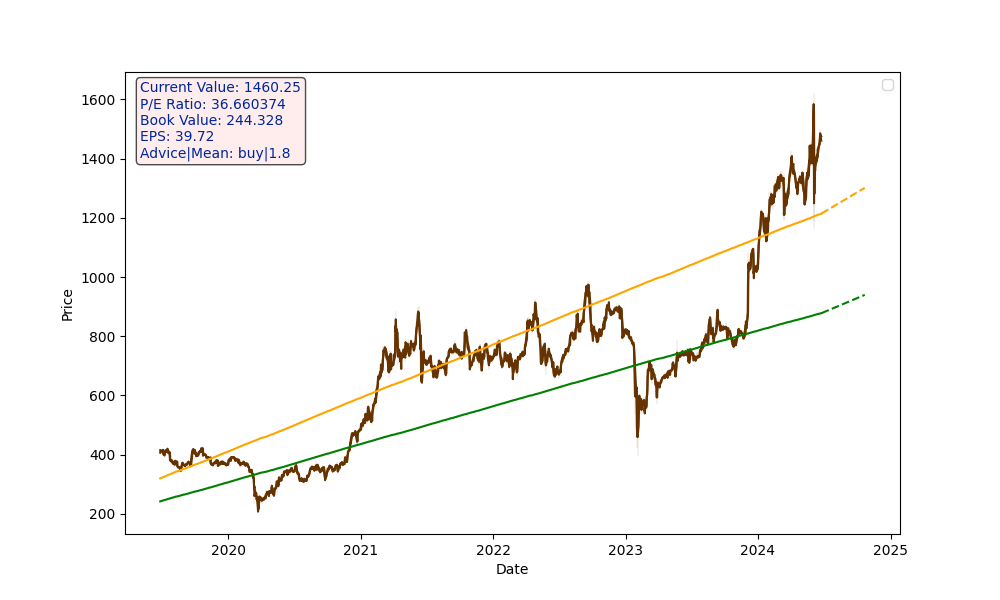 Current Value: 1460.25
P/E Ratio: 36.660374
Book Value: 244.328
EPS: 39.72
Advice|Mean: buy|1.8
1600
1400
1200
1000
800
600
400
200
Price
2020
2021
2022
2023
2024
2025
Date